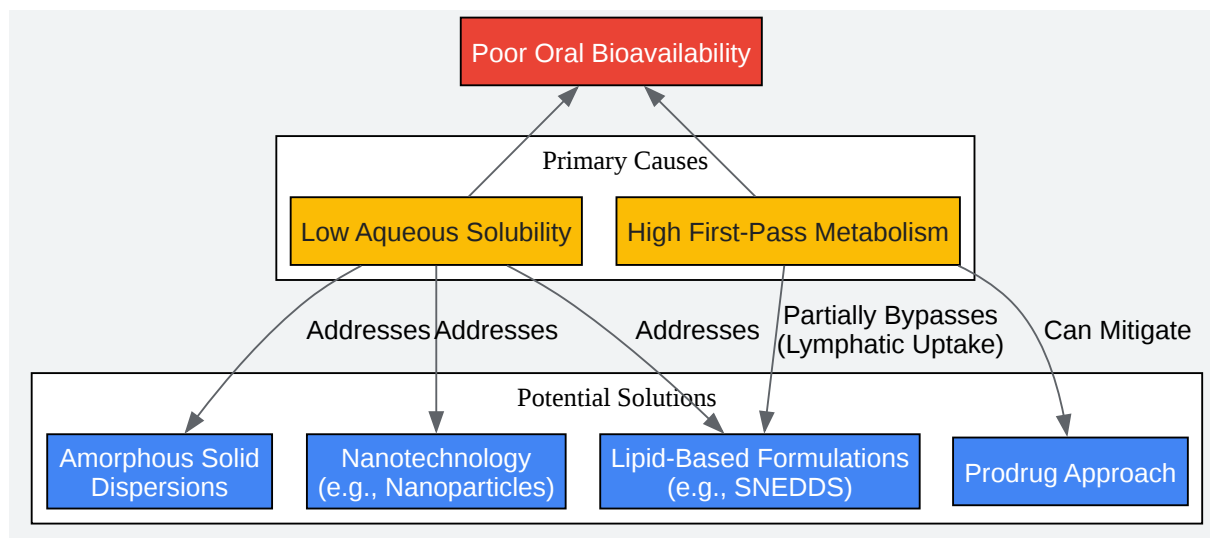 Poor Oral Bioavailability
Primary Causes
Low Aqueous Solubility
High First-Pass Metabolism
Addresses
Addresses
Addresses
Partially Bypasses
(Lymphatic Uptake)
Can Mitigate
Potential Solutions
Amorphous Solid
Dispersions
Nanotechnology
(e.g., Nanoparticles)
Lipid-Based Formulations
(e.g., SNEDDS)
Prodrug Approach